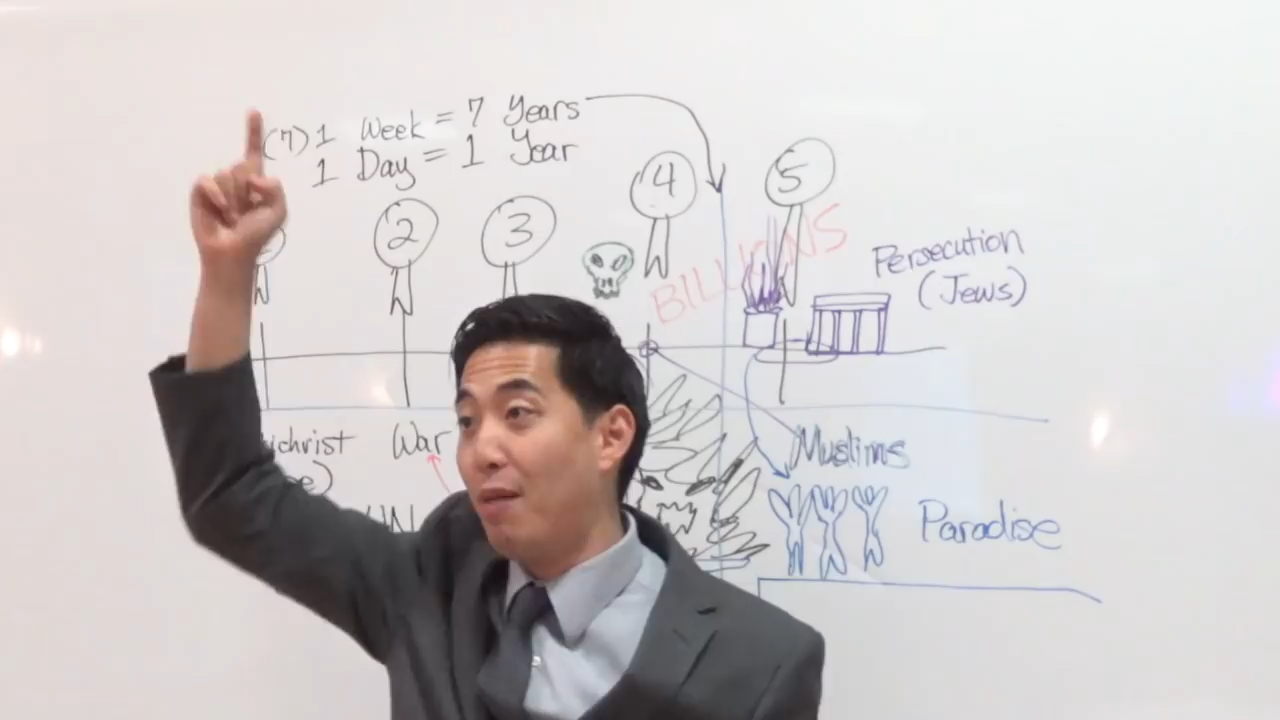 (7) 1 Week = 7 Years
1 Day = 1 Year
2
3
4
5
BILLIONS
Persecution
(Jews)
War
Muslims
Paradise